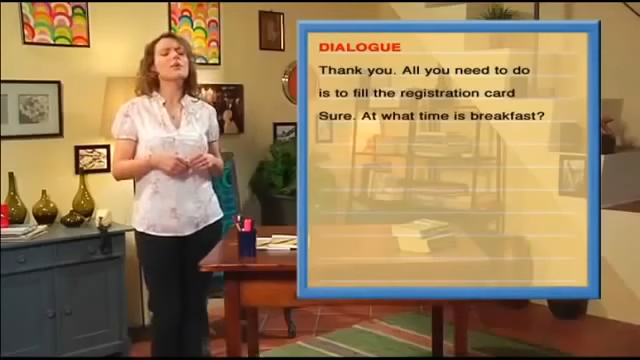 DIALOGUE
Thank you. All you need to do
is to fill the registration card
Sure. At what time is breakfast?